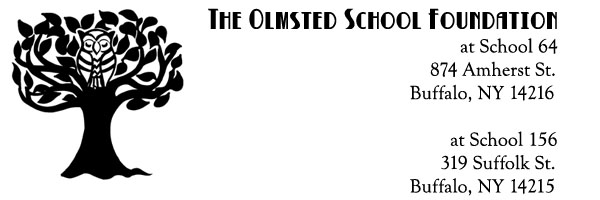 The Olmsted School Foundation
at School 64
874 Amherst St.
Buffalo, NY 14216
at School 156
319 Suffolk St.
Buffalo, NY 14215